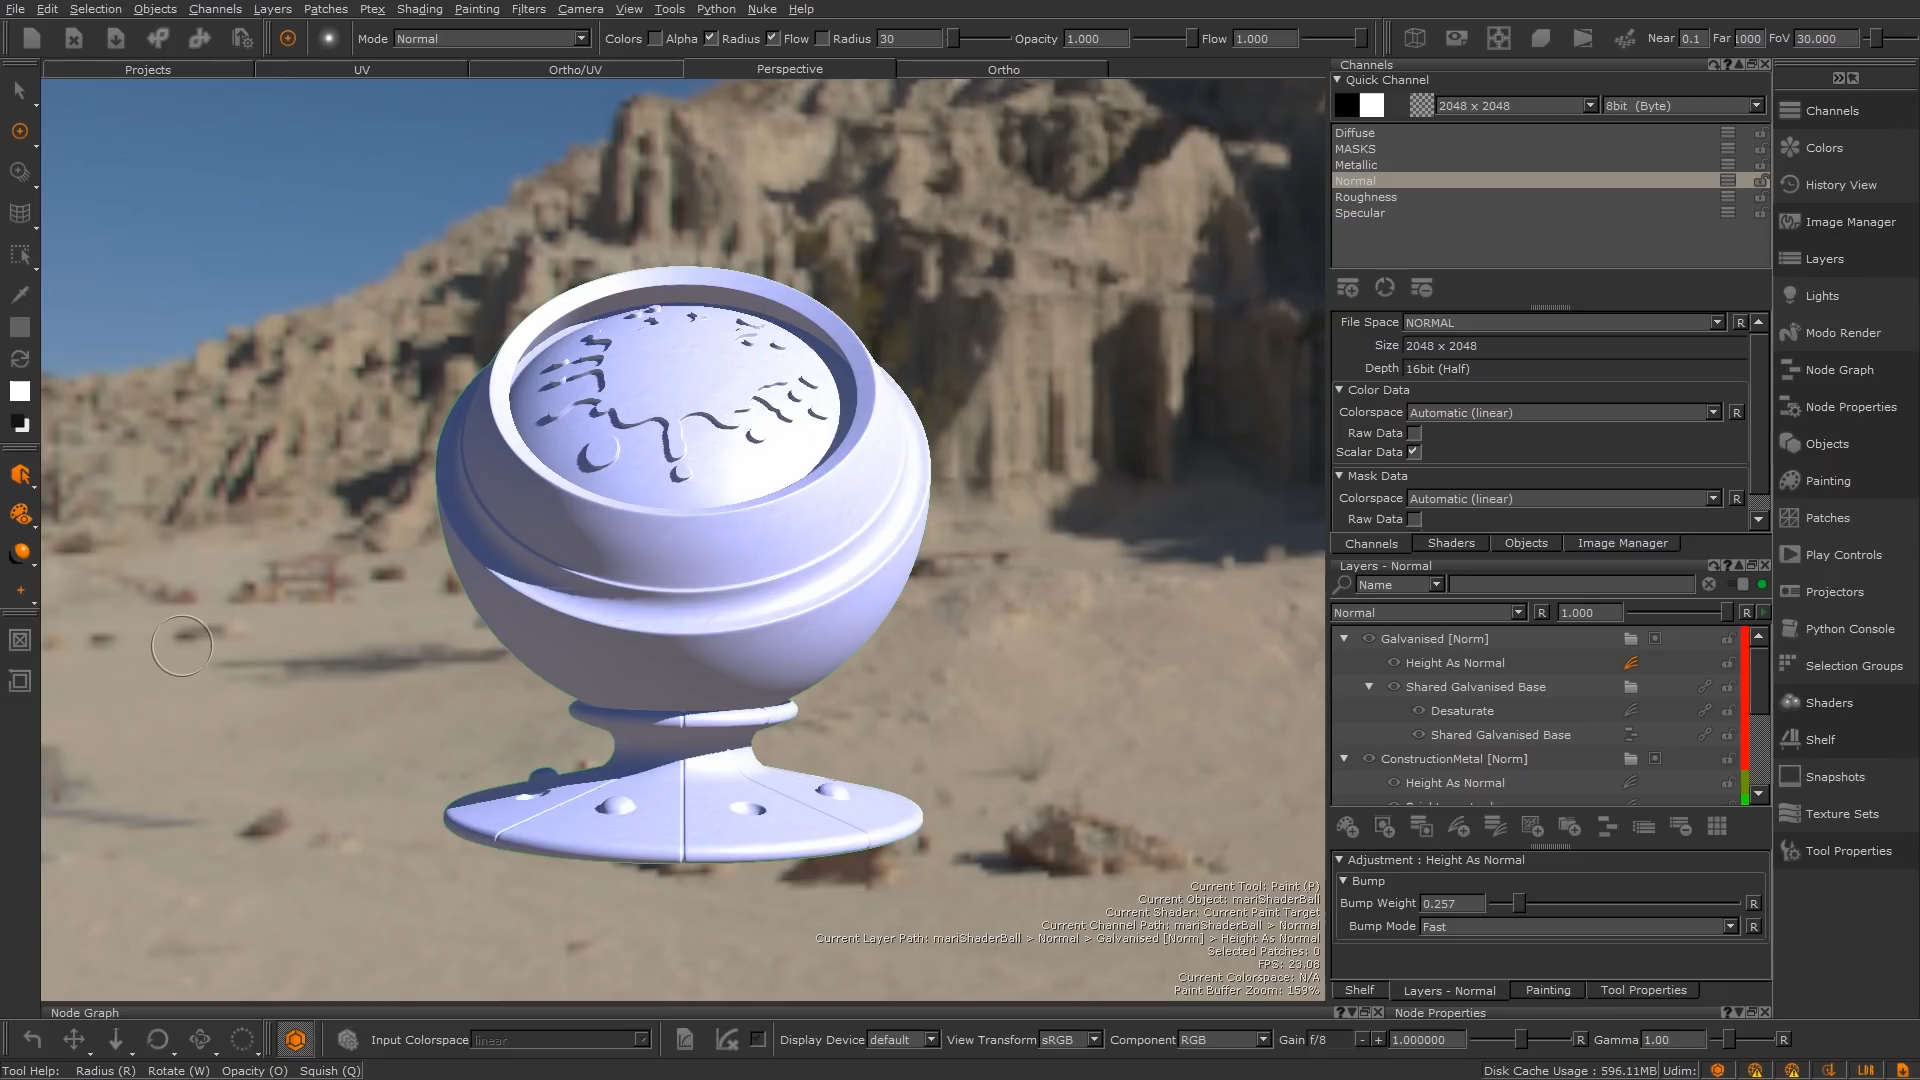 File Edit Selection Objects Channels Layers Patches Ptex Shading Painting Filters Camera View Tools Python Nuke Help
Mode Normal Colors Alpha Radius Flow Radius 30 Opacity 1.000 Flow 1.000 Near 0.1 Far 1000 FoV 30.000
Projects UV Ortho/UV Perspective Ortho
Channels
Quick Channel
2048 x 2048 8bit (Byte)
Diffuse
MASKS
Metallic
Normal
Roughness
Specular
File Space NORMAL R
Size 2048 x 2048
Depth 16bit (Half)
Color Data
Colorspace Automatic (linear) R
Raw Data
Scalar Data
Mask Data
Colorspace Automatic (linear) R
Raw Data
Channels Shaders Objects Image Manager
Layers - Normal
Name
Normal R 1.000 R
Galvanised [Norm]
Height As Normal
Shared Galvanised Base
Desaturate
Shared Galvanised Base
ConstructionMetal [Norm]
Height As Normal
Adjustment : Height As Normal
Bump
Bump Weight 0.257 R
Bump Mode Fast R
Shelf Layers - Normal Painting Tool Properties
Channels
Colors
History View
Image Manager
Layers
Lights
Modo Render
Node Graph
Node Properties
Objects
Painting
Patches
Play Controls
Projectors
Python Console
Selection Groups
Shaders
Shelf
Snapshots
Texture Sets
Tool Properties
Current Tool: Paint (P)
Current Object: mariShaderBall
Current Shader: Current Paint Target
Current Channel Path: mariShaderBall > Normal
Current Layer Path: mariShaderBall > Normal > Galvanised [Norm] > Height As Normal
Selected Patches: 0
FPS: 23.08
Current Colorspace: N/A
Paint Buffer Zoom: 159%
Node Graph Node Properties
Input Colorspace linear Display Device default View Transform sRGB Component RGB Gain f/8 - + 1.000000 R Gamma 1.00 R
Tool Help: Radius (R) Rotate (W) Opacity (O) Squish (Q) Disk Cache Usage : 596.11MB Udim: LDR